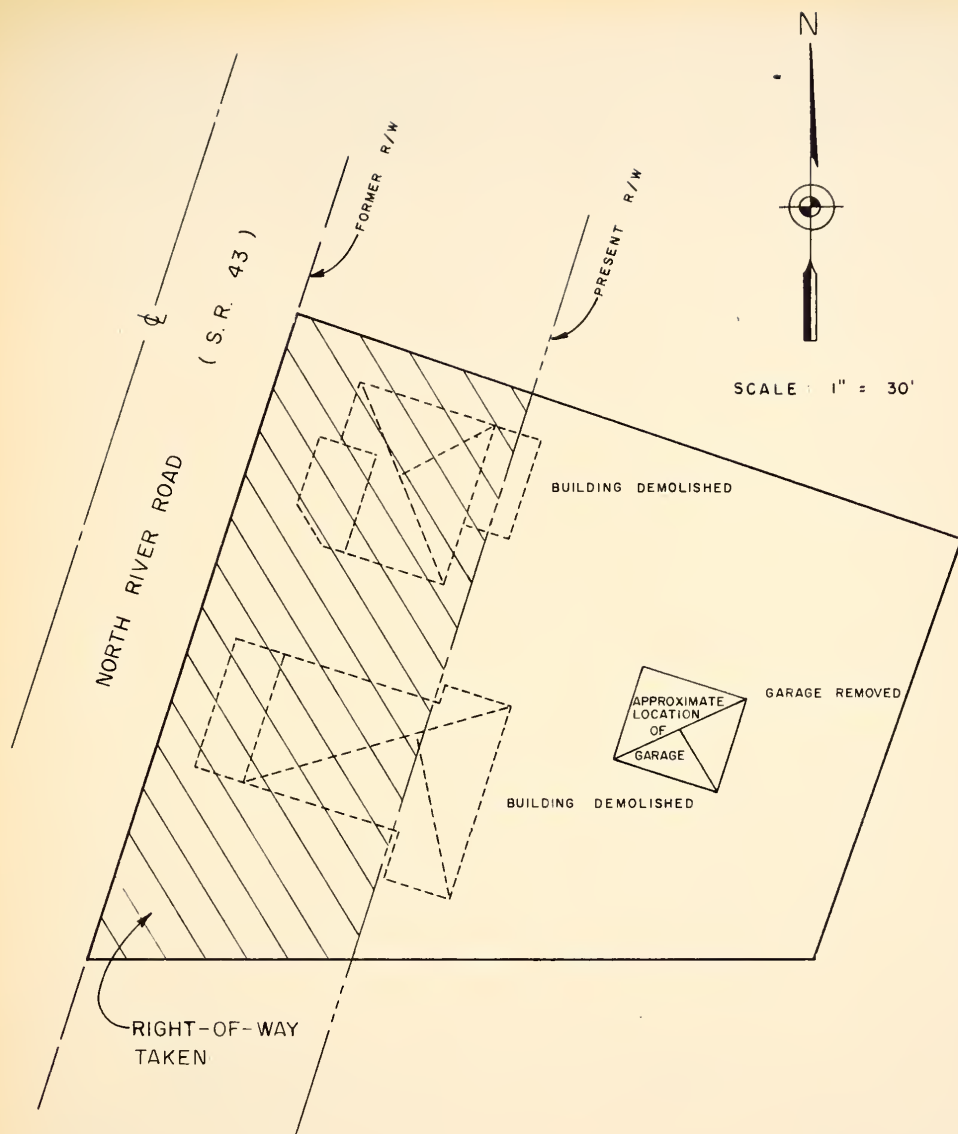 N
FORMER R/W
PRESENT R/W
℄
( S. R. 43 )
SCALE : 1" = 30'
NORTH RIVER ROAD
BUILDING DEMOLISHED
GARAGE REMOVED
APPROXIMATE
LOCATION
OF
GARAGE
BUILDING DEMOLISHED
RIGHT-OF-WAY
TAKEN